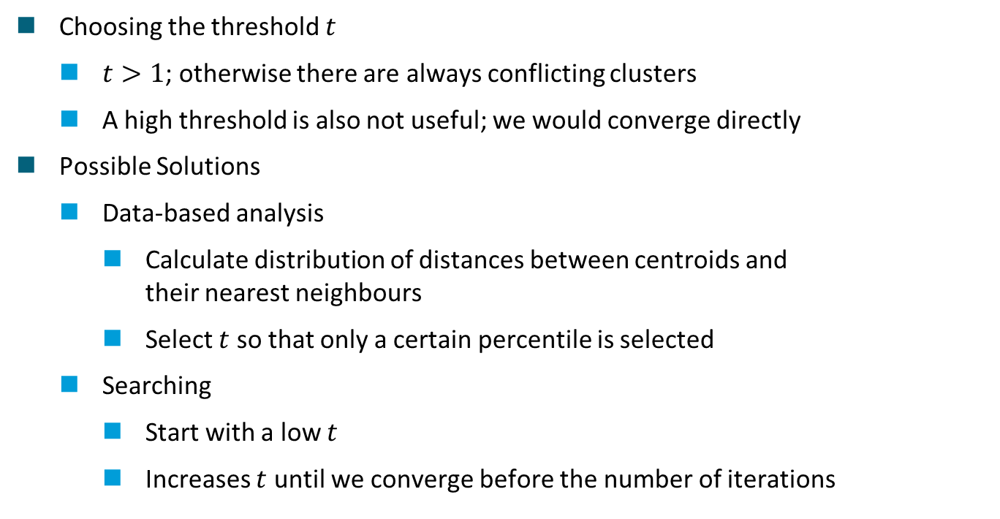 Choosing the threshold t
t > 1; otherwise there are always conflicting clusters
A high threshold is also not useful; we would converge directly
Possible Solutions
Data-based analysis
Calculate distribution of distances between centroids and
their nearest neighbours
Select t so that only a certain percentile is selected
Searching
Start with a low t
Increases t until we converge before the number of iterations